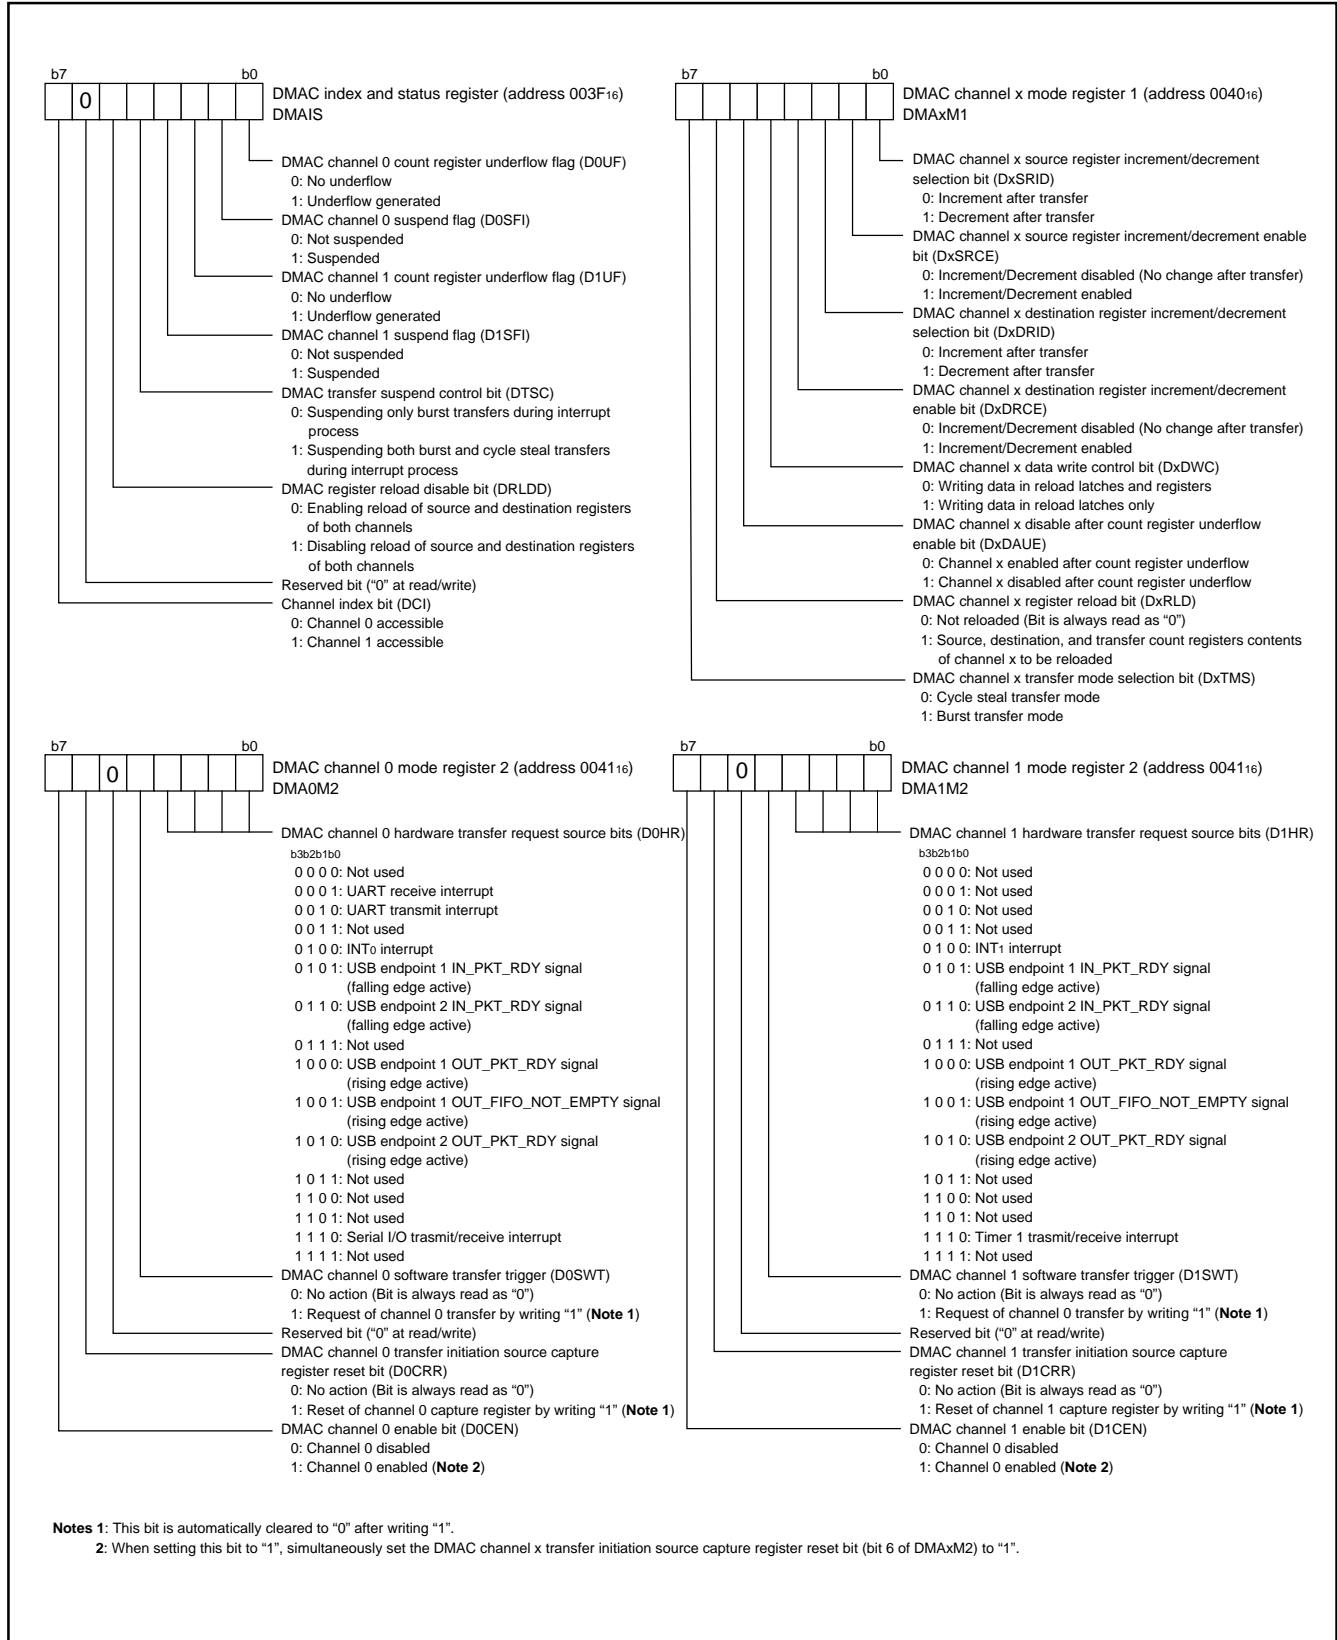 b7 b0
0
DMAC index and status register (address 003F16)
DMAIS
DMAC channel 0 count register underflow flag (D0UF)
0: No underflow
1: Underflow generated
DMAC channel 0 suspend flag (D0SFI)
0: Not suspended
1: Suspended
DMAC channel 1 count register underflow flag (D1UF)
0: No underflow
1: Underflow generated
DMAC channel 1 suspend flag (D1SFI)
0: Not suspended
1: Suspended
DMAC transfer suspend control bit (DTSC)
0: Suspending only burst transfers during interrupt
process
1: Suspending both burst and cycle steal transfers
during interrupt process
DMAC register reload disable bit (DRLDD)
0: Enabling reload of source and destination registers
of both channels
1: Disabling reload of source and destination registers
of both channels
Reserved bit (“0” at read/write)
Channel index bit (DCI)
0: Channel 0 accessible
1: Channel 1 accessible
b7 b0
DMAC channel x mode register 1 (address 004016)
DMAxM1
DMAC channel x source register increment/decrement
selection bit (DxSRID)
0: Increment after transfer
1: Decrement after transfer
DMAC channel x source register increment/decrement enable
bit (DxSRCE)
0: Increment/Decrement disabled (No change after transfer)
1: Increment/Decrement enabled
DMAC channel x destination register increment/decrement
selection bit (DxDRID)
0: Increment after transfer
1: Decrement after transfer
DMAC channel x destination register increment/decrement
enable bit (DxDRCE)
0: Increment/Decrement disabled (No change after transfer)
1: Increment/Decrement enabled
DMAC channel x data write control bit (DxDWC)
0: Writing data in reload latches and registers
1: Writing data in reload latches only
DMAC channel x disable after count register underflow
enable bit (DxDAUE)
0: Channel x enabled after count register underflow
1: Channel x disabled after count register underflow
DMAC channel x register reload bit (DxRLD)
0: Not reloaded (Bit is always read as “0”)
1: Source, destination, and transfer count registers contents
of channel x to be reloaded
DMAC channel x transfer mode selection bit (DxTMS)
0: Cycle steal transfer mode
1: Burst transfer mode
b7 b0
0
DMAC channel 0 mode register 2 (address 004116)
DMA0M2
DMAC channel 0 hardware transfer request source bits (D0HR)
b3b2b1b0
0 0 0 0: Not used
0 0 0 1: UART receive interrupt
0 0 1 0: UART transmit interrupt
0 0 1 1: Not used
0 1 0 0: INT0 interrupt
0 1 0 1: USB endpoint 1 IN_PKT_RDY signal
(falling edge active)
0 1 1 0: USB endpoint 2 IN_PKT_RDY signal
(falling edge active)
0 1 1 1: Not used
1 0 0 0: USB endpoint 1 OUT_PKT_RDY signal
(rising edge active)
1 0 0 1: USB endpoint 1 OUT_FIFO_NOT_EMPTY signal
(rising edge active)
1 0 1 0: USB endpoint 2 OUT_PKT_RDY signal
(rising edge active)
1 0 1 1: Not used
1 1 0 0: Not used
1 1 0 1: Not used
1 1 1 0: Serial I/O trasmit/receive interrupt
1 1 1 1: Not used
DMAC channel 0 software transfer trigger (D0SWT)
0: No action (Bit is always read as “0”)
1: Request of channel 0 transfer by writing “1” (Note 1)
Reserved bit (“0” at read/write)
DMAC channel 0 transfer initiation source capture
register reset bit (D0CRR)
0: No action (Bit is always read as “0”)
1: Reset of channel 0 capture register by writing “1” (Note 1)
DMAC channel 0 enable bit (D0CEN)
0: Channel 0 disabled
1: Channel 0 enabled (Note 2)
b7 b0
0
DMAC channel 1 mode register 2 (address 004116)
DMA1M2
DMAC channel 1 hardware transfer request source bits (D1HR)
b3b2b1b0
0 0 0 0: Not used
0 0 0 1: Not used
0 0 1 0: Not used
0 0 1 1: Not used
0 1 0 0: INT1 interrupt
0 1 0 1: USB endpoint 1 IN_PKT_RDY signal
(falling edge active)
0 1 1 0: USB endpoint 2 IN_PKT_RDY signal
(falling edge active)
0 1 1 1: Not used
1 0 0 0: USB endpoint 1 OUT_PKT_RDY signal
(rising edge active)
1 0 0 1: USB endpoint 1 OUT_FIFO_NOT_EMPTY signal
(rising edge active)
1 0 1 0: USB endpoint 2 OUT_PKT_RDY signal
(rising edge active)
1 0 1 1: Not used
1 1 0 0: Not used
1 1 0 1: Not used
1 1 1 0: Timer 1 trasmit/receive interrupt
1 1 1 1: Not used
DMAC channel 1 software transfer trigger (D1SWT)
0: No action (Bit is always read as “0”)
1: Request of channel 0 transfer by writing “1” (Note 1)
Reserved bit (“0” at read/write)
DMAC channel 1 transfer initiation source capture
register reset bit (D1CRR)
0: No action (Bit is always read as “0”)
1: Reset of channel 1 capture register by writing “1” (Note 1)
DMAC channel 1 enable bit (D1CEN)
0: Channel 0 disabled
1: Channel 0 enabled (Note 2)
Notes 1: This bit is automatically cleared to “0” after writing “1”.
2: When setting this bit to “1”, simultaneously set the DMAC channel x transfer initiation source capture register reset bit (bit 6 of DMAxM2) to “1”.